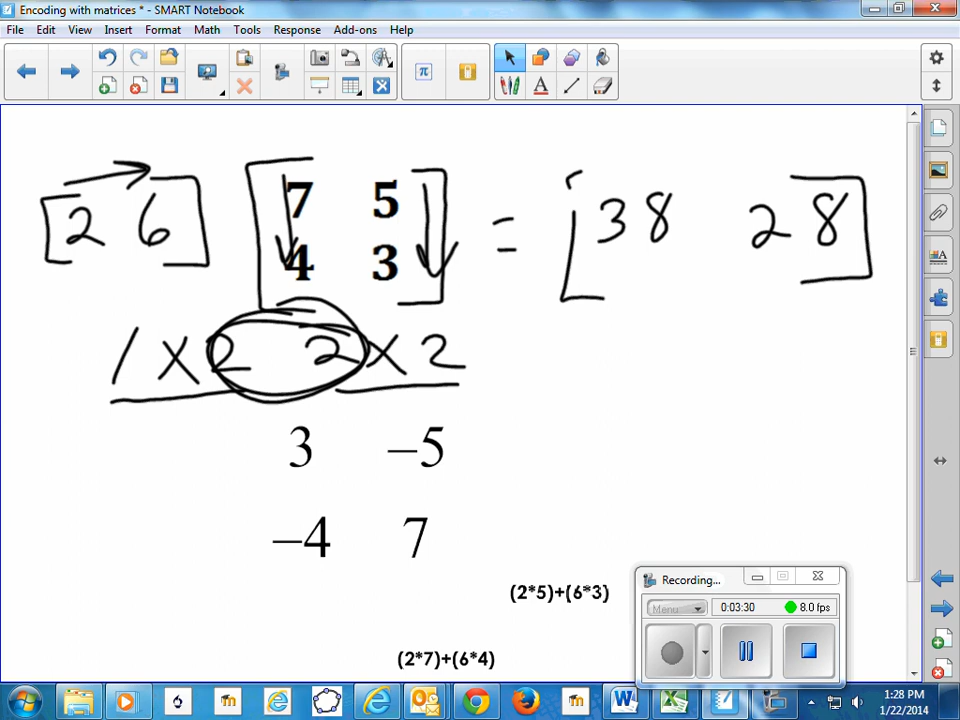 Encoding with matrices * - SMART Notebook
File Edit View Insert Format Math Tools Response Add-ons Help
π
A
[2 6] [7 5 = [38 28]
4 3]
1 X 2 2 X 2
3 –5
–4 7
(2*5)+(6*3)
(2*7)+(6*4)
Recording...
Menu 0:03:30 8.0 fps
1:28 PM
1/22/2014